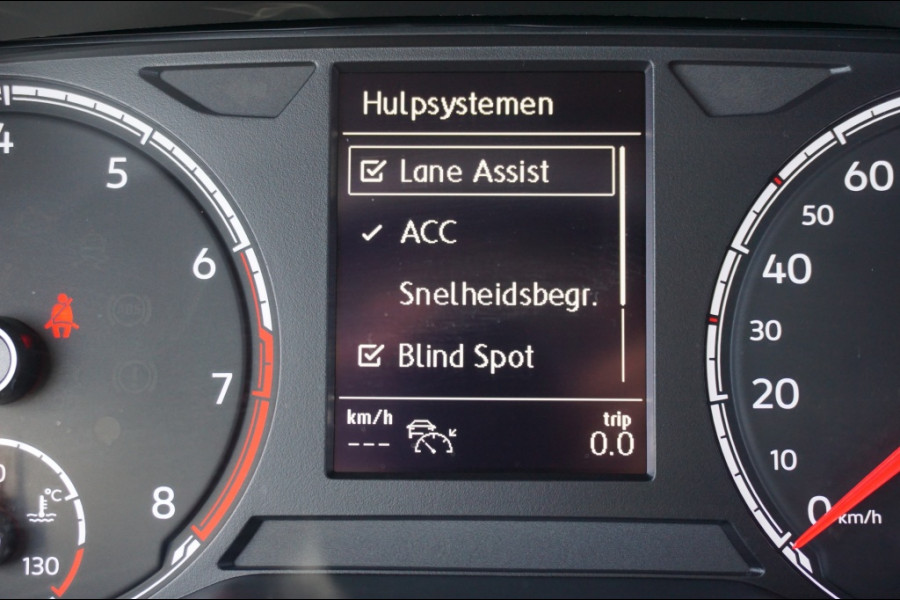 Hulpsystemen
Lane Assist
ACC
Snelheidsbegr.
Blind Spot
km/h
trip
---
0.0
4
5
6
7
8
°C
130
60
50
40
30
20
10
0
km/h